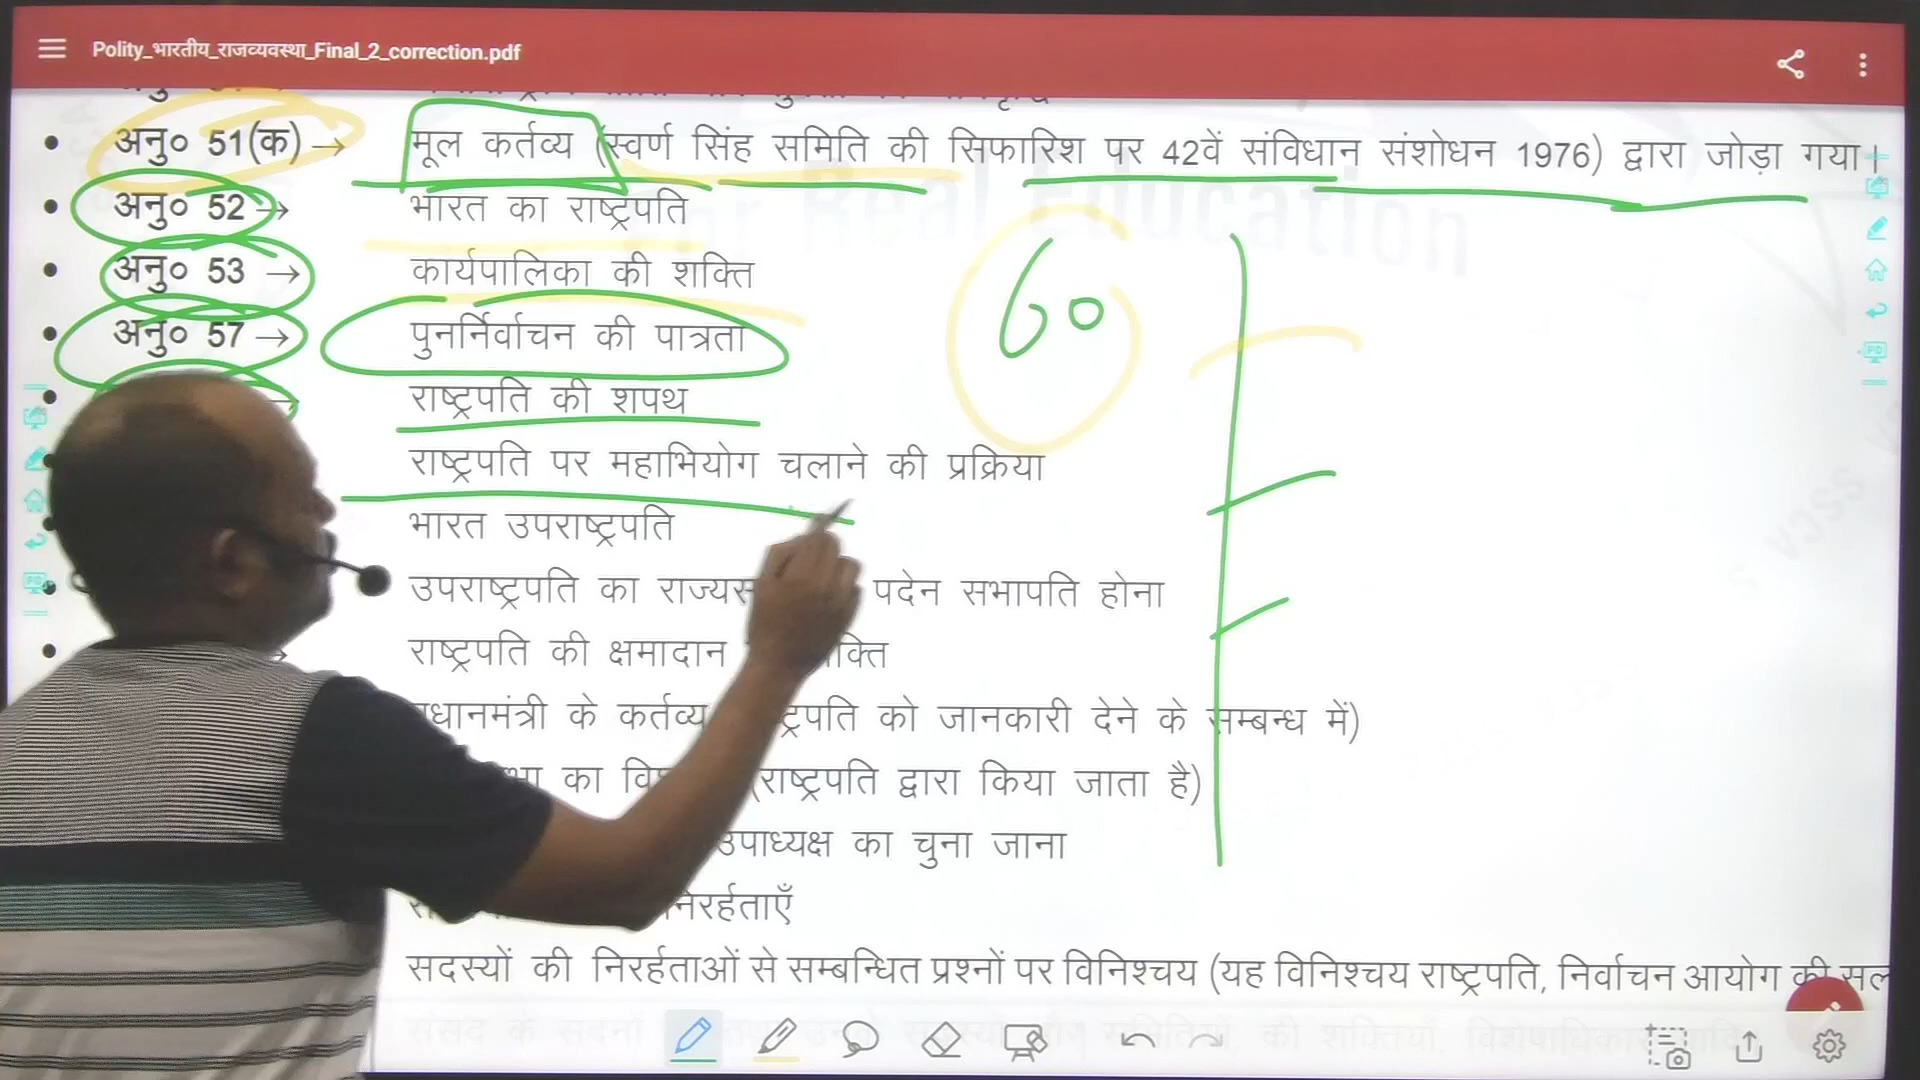 Polity_भारतीय_राजव्यवस्था_Final_2_correction.pdf
अनु० 51(क)→ मूल कर्तव्य (स्वर्ण सिंह समिति की सिफारिश पर 42वें संविधान संशोधन 1976) द्वारा जोड़ा गया।
अनु० 52→ भारत का राष्ट्रपति
अनु० 53 → कार्यपालिका की शक्ति
60
अनु० 57 → पुनर्निर्वाचन की पात्रता
राष्ट्रपति की शपथ
राष्ट्रपति पर महाभियोग चलाने की प्रक्रिया
भारत उपराष्ट्रपति
उपराष्ट्रपति का पदेन सभापति होना
राष्ट्रपति की क्षमादान
के कर्तव्य को जानकारी देने के सम्बन्ध में)
का (राष्ट्रपति द्वारा किया जाता है)
उपाध्यक्ष का चुना जाना
निरर्हताएँ
सदस्यों की निरर्हताओं से सम्बन्धित प्रश्नों पर विनिश्चय (यह विनिश्चय राष्ट्रपति, निर्वाचन आयोग की
For Real Education